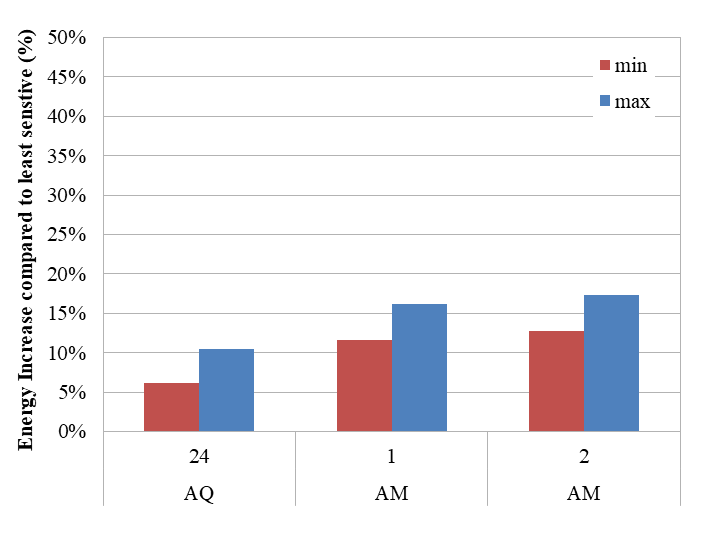 Energy Increase compared to least senstive (%)
50%
45%
40%
35%
30%
25%
20%
15%
10%
5%
0%
min
max
24 1 2
AQ AM AM